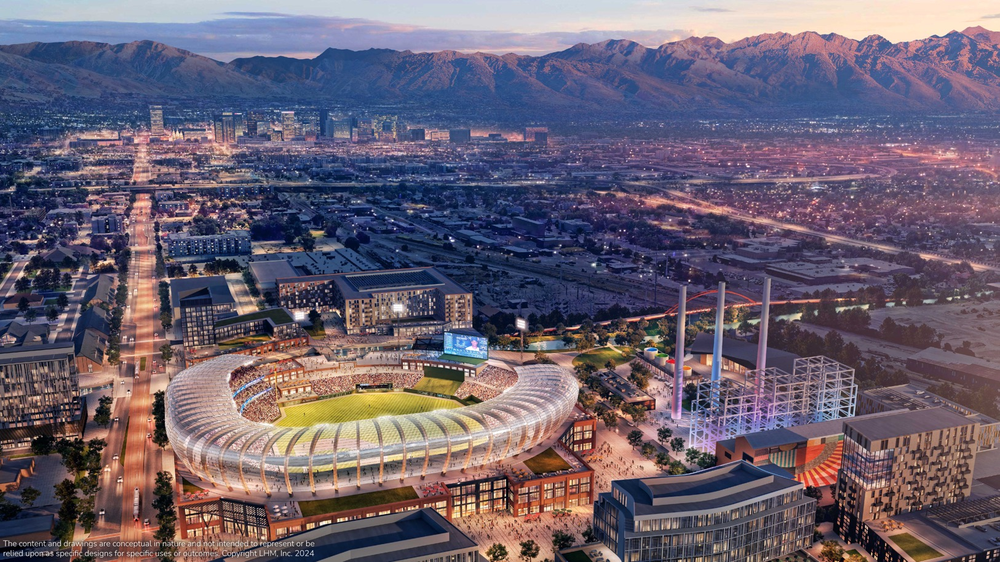 The content and drawings are conceptual in nature and not intended to represent or be
relied upon as specific designs for specific uses or outcomes. Copyright LHM, Inc. 2024